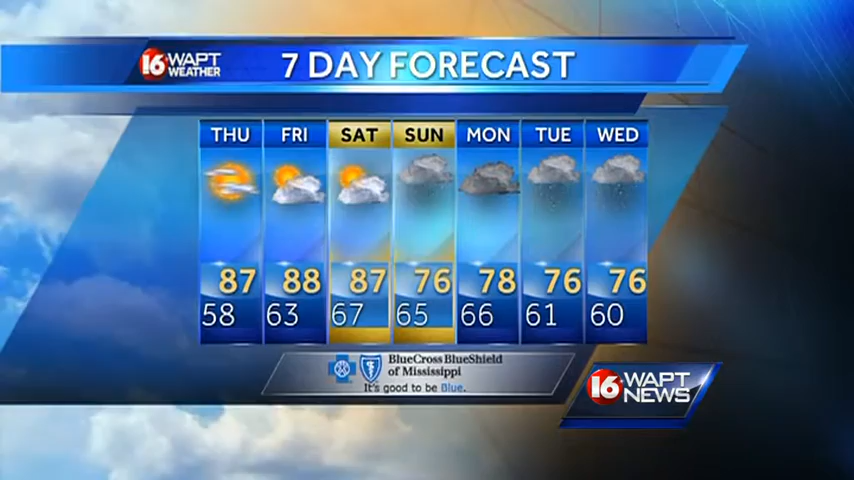 16 WAPT WEATHER
7 DAY FORECAST
THU FRI SAT SUN MON TUE WED
87 88 87 76 78 76 76
58 63 67 65 66 61 60
BlueCross BlueShield
of Mississippi
It's good to be Blue.
16 WAPT
NEWS